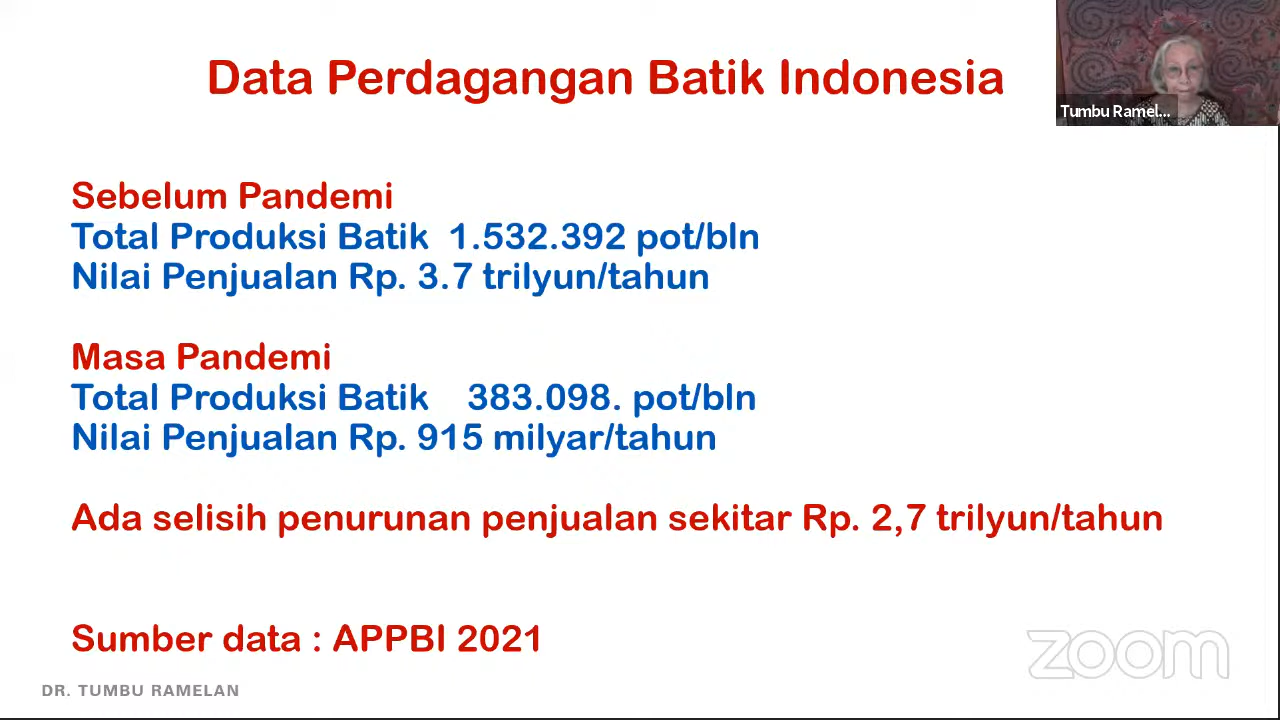 Data Perdagangan Batik Indonesia
Tumbu Ramel...
Sebelum Pandemi
Total Produksi Batik 1.532.392 pot/bln
Nilai Penjualan Rp. 3.7 trilyun/tahun
Masa Pandemi
Total Produksi Batik 383.098. pot/bln
Nilai Penjualan Rp. 915 milyar/tahun
Ada selisih penurunan penjualan sekitar Rp. 2,7 trilyun/tahun
Sumber data : APPBI 2021
zoom
DR. TUMBU RAMELAN